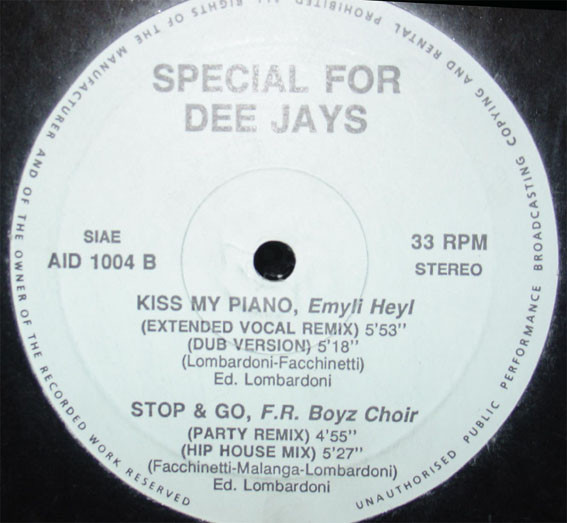 SPECIAL FOR
DEE JAYS
SIAE
AID 1004 B
33 RPM
STEREO
KISS MY PIANO, Emyli Heyl
(EXTENDED VOCAL REMIX) 5'53''
(DUB VERSION) 5'18''
(Lombardoni-Facchinetti)
Ed. Lombardoni
STOP & GO, F.R. Boyz Choir
(PARTY REMIX) 4'55''
(HIP HOUSE MIX) 5'27''
(Facchinetti-Malanga-Lombardoni)
Ed. Lombardoni
ALL RIGHTS OF THE MANUFACTURER AND OF THE OWNER OF THE RECORDED WORK RESERVED
UNAUTHORISED PUBLIC PERFORMANCE BROADCASTING COPYING AND RENTAL PROHIBITED